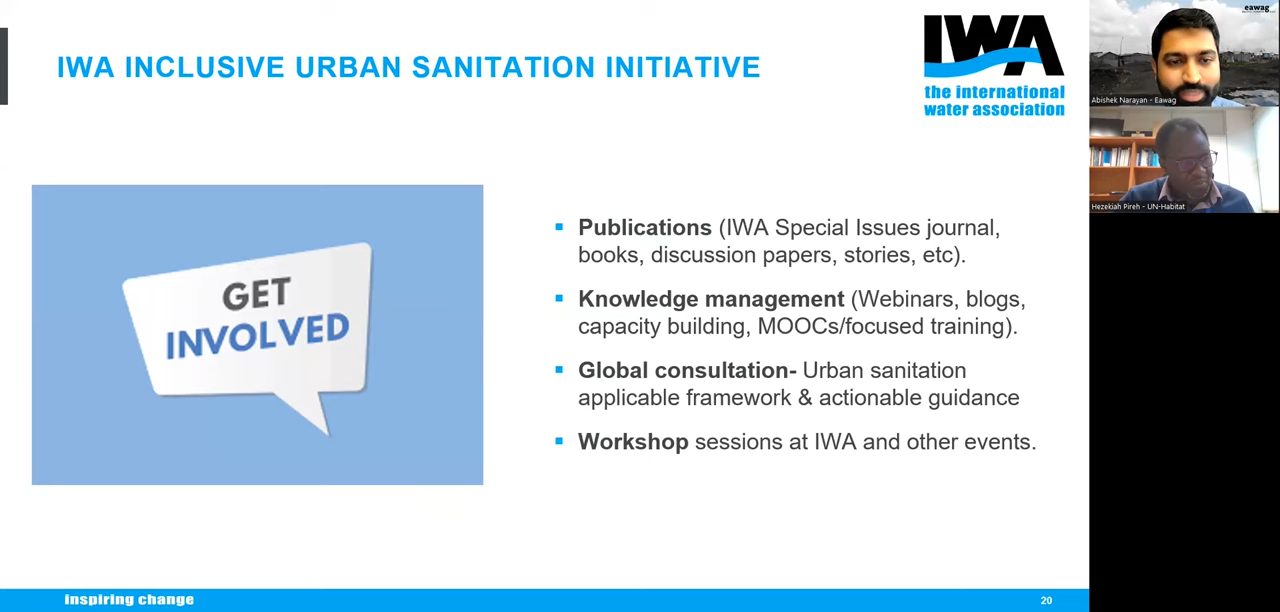 IWA INCLUSIVE URBAN SANITATION INITIATIVE
IWA
the international
water association
GET
INVOLVED
▪ Publications (IWA Special Issues journal,
books, discussion papers, stories, etc).
▪ Knowledge management (Webinars, blogs,
capacity building, MOOCs/focused training).
▪ Global consultation- Urban sanitation
applicable framework & actionable guidance
▪ Workshop sessions at IWA and other events.
inspiring change
20
eawag
Abishek Narayan - Eawag
Hezekiah Pireh - UN-Habitat